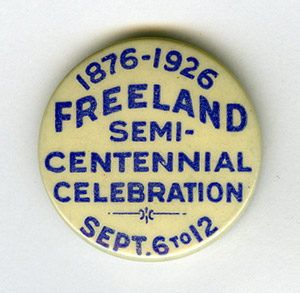 1876-1926
FREELAND
SEMI-
CENTENNIAL
CELEBRATION
SEPT. 6 TO 12